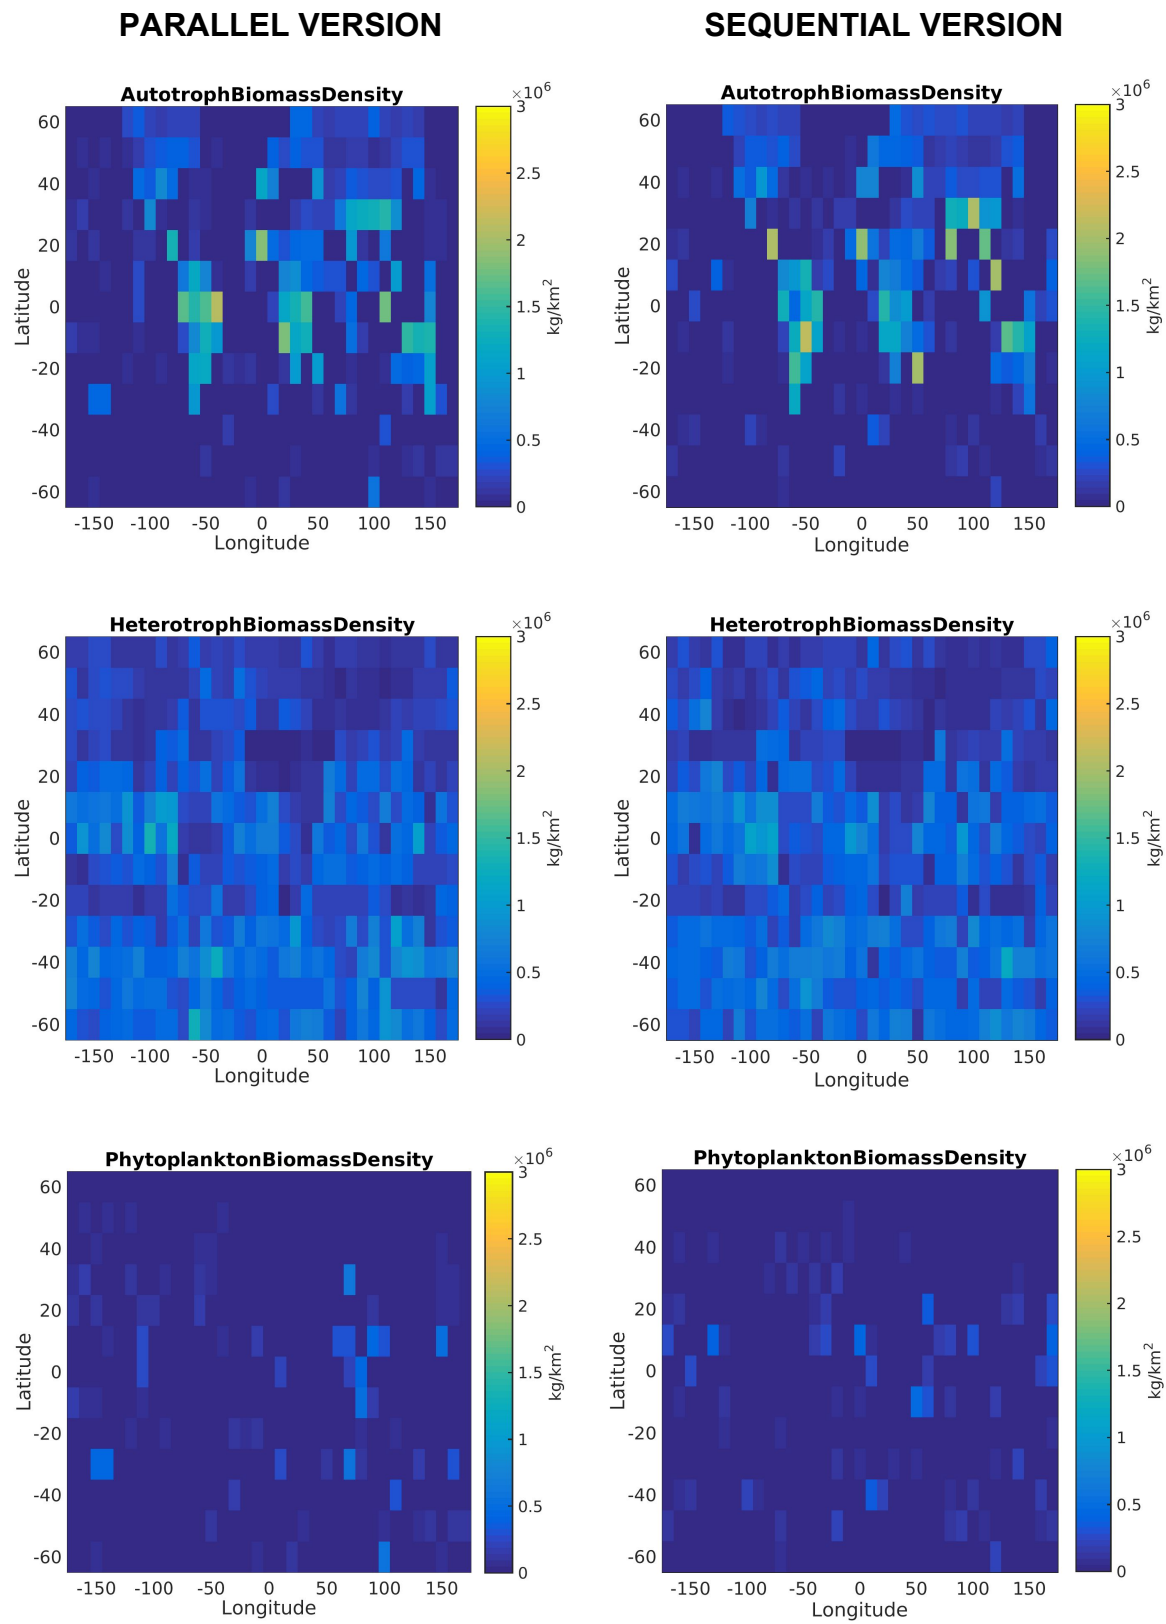 PARALLEL VERSION
SEQUENTIAL VERSION
AutotrophBiomassDensity
×10^6
60
40
20
0
-20
-40
-60
Latitude
-150 -100 -50 0 50 100 150
Longitude
3
2.5
2
1.5
1
0.5
0
kg/km^2
AutotrophBiomassDensity
×10^6
60
40
20
0
-20
-40
-60
Latitude
-150 -100 -50 0 50 100 150
Longitude
3
2.5
2
1.5
1
0.5
0
kg/km^2
HeterotrophBiomassDensity
×10^6
60
40
20
0
-20
-40
-60
Latitude
-150 -100 -50 0 50 100 150
Longitude
3
2.5
2
1.5
1
0.5
0
kg/km^2
HeterotrophBiomassDensity
×10^6
60
40
20
0
-20
-40
-60
Latitude
-150 -100 -50 0 50 100 150
Longitude
3
2.5
2
1.5
1
0.5
0
kg/km^2
PhytoplanktonBiomassDensity
×10^6
60
40
20
0
-20
-40
-60
Latitude
-150 -100 -50 0 50 100 150
Longitude
3
2.5
2
1.5
1
0.5
0
kg/km^2
PhytoplanktonBiomassDensity
×10^6
60
40
20
0
-20
-40
-60
Latitude
-150 -100 -50 0 50 100 150
Longitude
3
2.5
2
1.5
1
0.5
0
kg/km^2